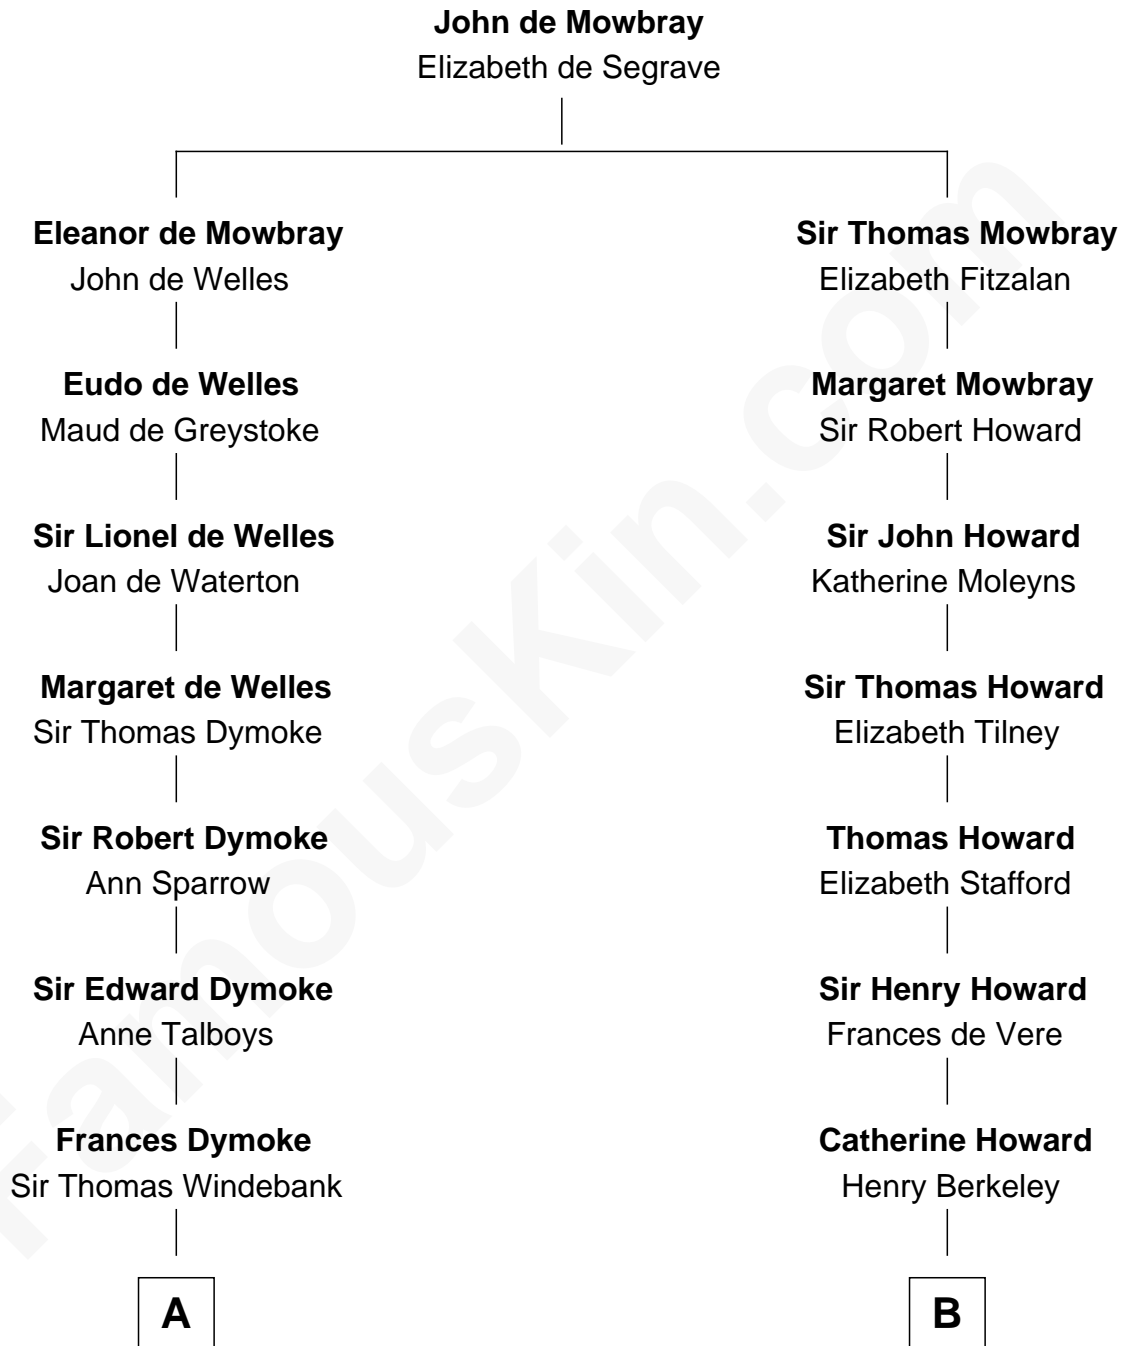 John de Mowbray
Elizabeth de Segrave
Eleanor de Mowbray
John de Welles
Sir Thomas Mowbray
Elizabeth Fitzalan
Eudo de Welles
Maud de Greystoke
Margaret Mowbray
Sir Robert Howard
Sir Lionel de Welles
Joan de Waterton
Sir John Howard
Katherine Moleyns
Margaret de Welles
Sir Thomas Dymoke
Sir Thomas Howard
Elizabeth Tilney
Sir Robert Dymoke
Ann Sparrow
Thomas Howard
Elizabeth Stafford
Sir Edward Dymoke
Anne Talboys
Sir Henry Howard
Frances de Vere
Frances Dymoke
Sir Thomas Windebank
Catherine Howard
Henry Berkeley
A
B
FamousKin.com